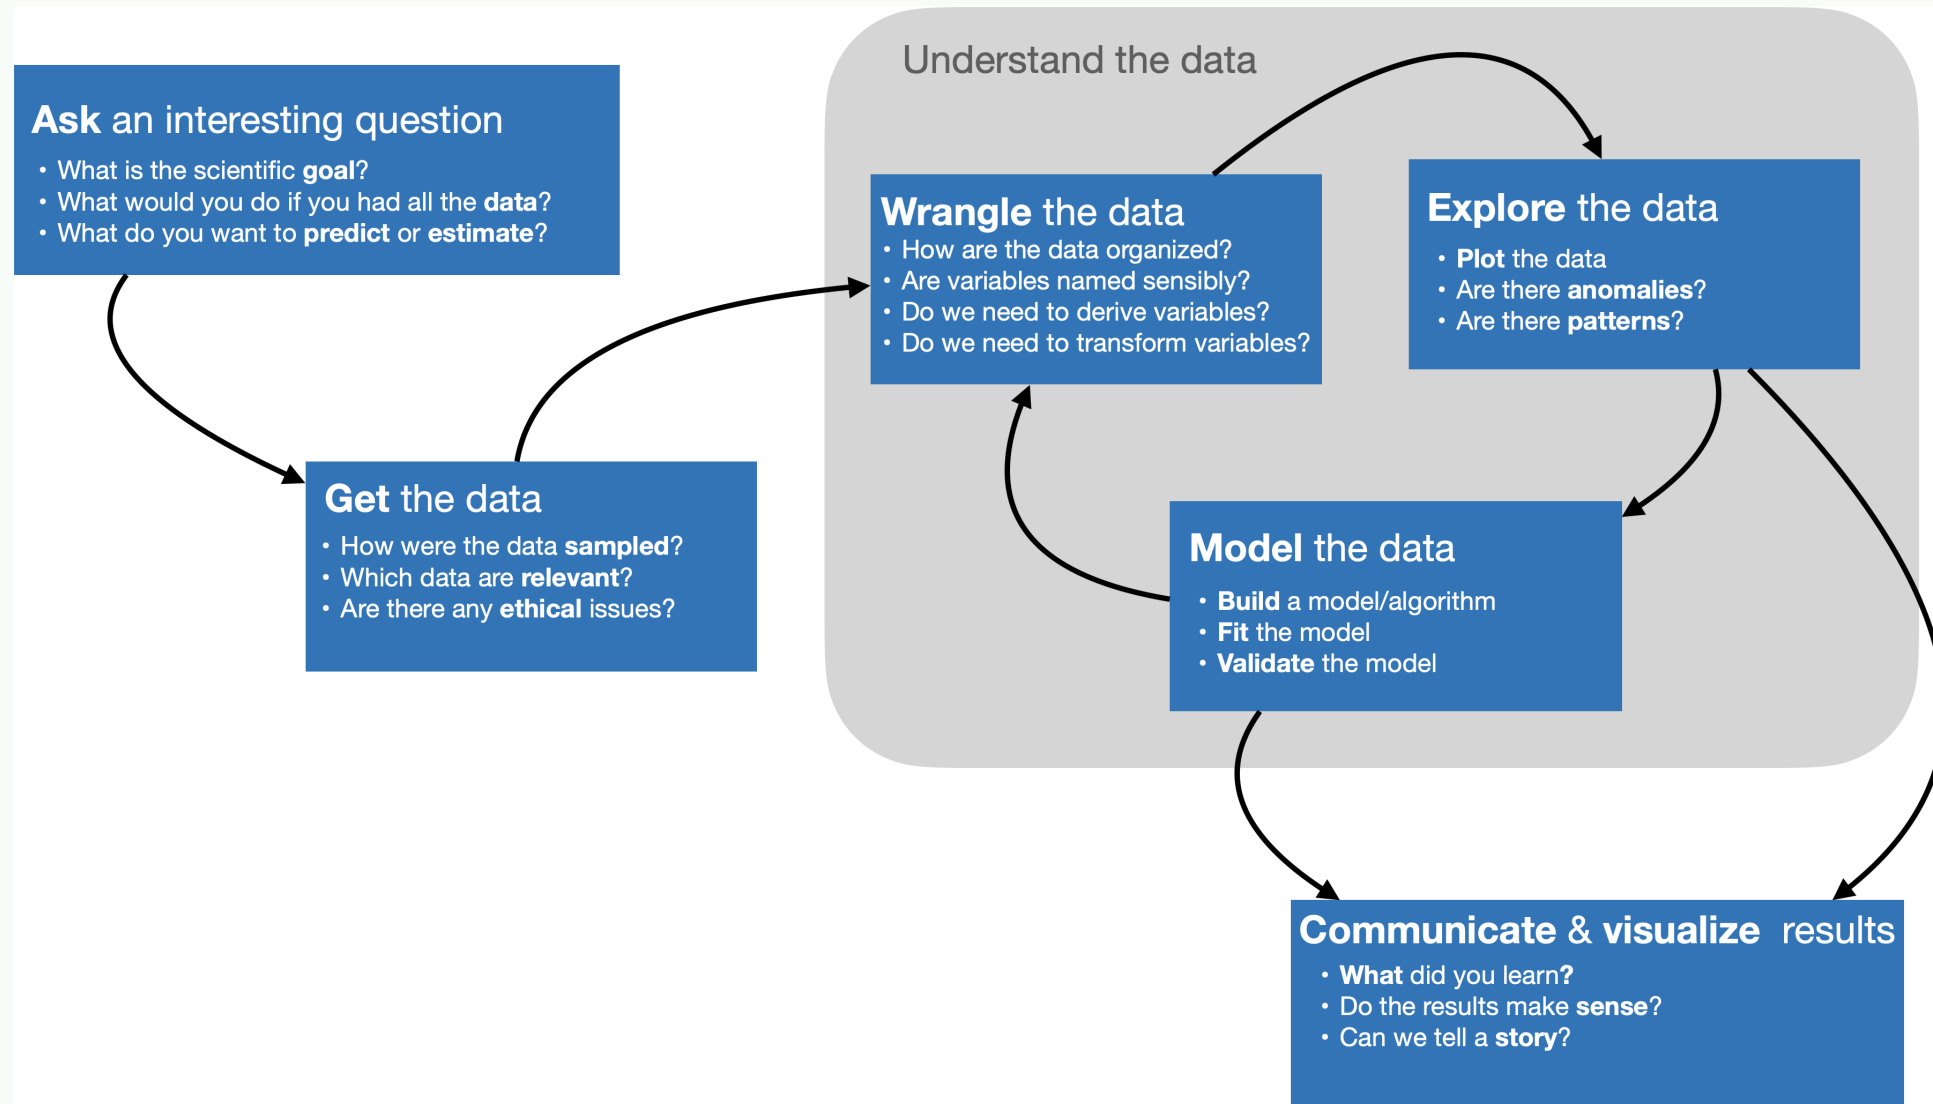 Understand the data
Ask an interesting question
• What is the scientific goal?
• What would you do if you had all the data?
• What do you want to predict or estimate?
Get the data
• How were the data sampled?
• Which data are relevant?
• Are there any ethical issues?
Wrangle the data
• How are the data organized?
• Are variables named sensibly?
• Do we need to derive variables?
• Do we need to transform variables?
Explore the data
• Plot the data
• Are there anomalies?
• Are there patterns?
Model the data
• Build a model/algorithm
• Fit the model
• Validate the model
Communicate & visualize results
• What did you learn?
• Do the results make sense?
• Can we tell a story?